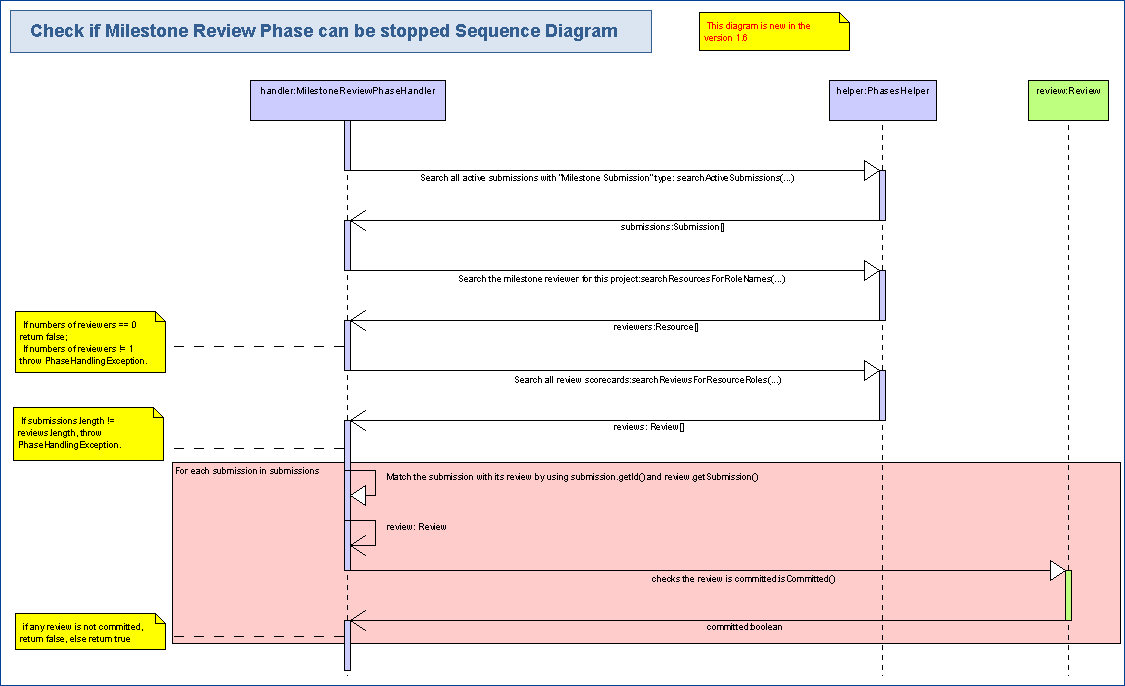 Check if Milestone Review Phase can be stopped Sequence Diagram
This diagram is new in the
version 1.6
handler:MilestoneReviewPhaseHandler
helper:PhasesHelper
review:Review
Search all active submissions with "Milestone Submission" type: searchActiveSubmissions(...)
submissions:Submission[]
Search the milestone reviewer for this project:searchResourcesForRoleNames(...)
If numbers of reviewers == 0
return false;
If numbers of reviewers != 1
throw PhaseHandlingException.
reviewers:Resource[]
Search all review scorecards:searchReviewsForResourceRoles(...)
If submissions.length !=
reviews.length, throw
PhaseHandlingException.
reviews: Review[]
For each submission in submissions
Match the submission with its review by using submission.getId() and review.getSubmission()
review: Review
checks the review is committed:isCommitted()
if any review is not committed,
return false, else return true
committed:boolean